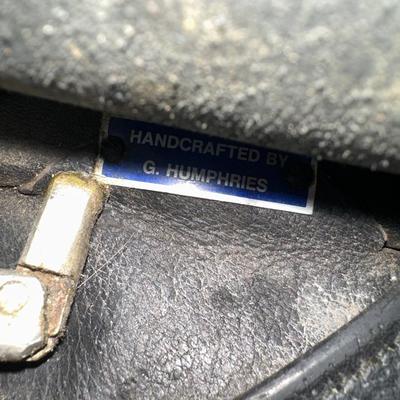 HANDCRAFTED BY
G. HUMPHRIES